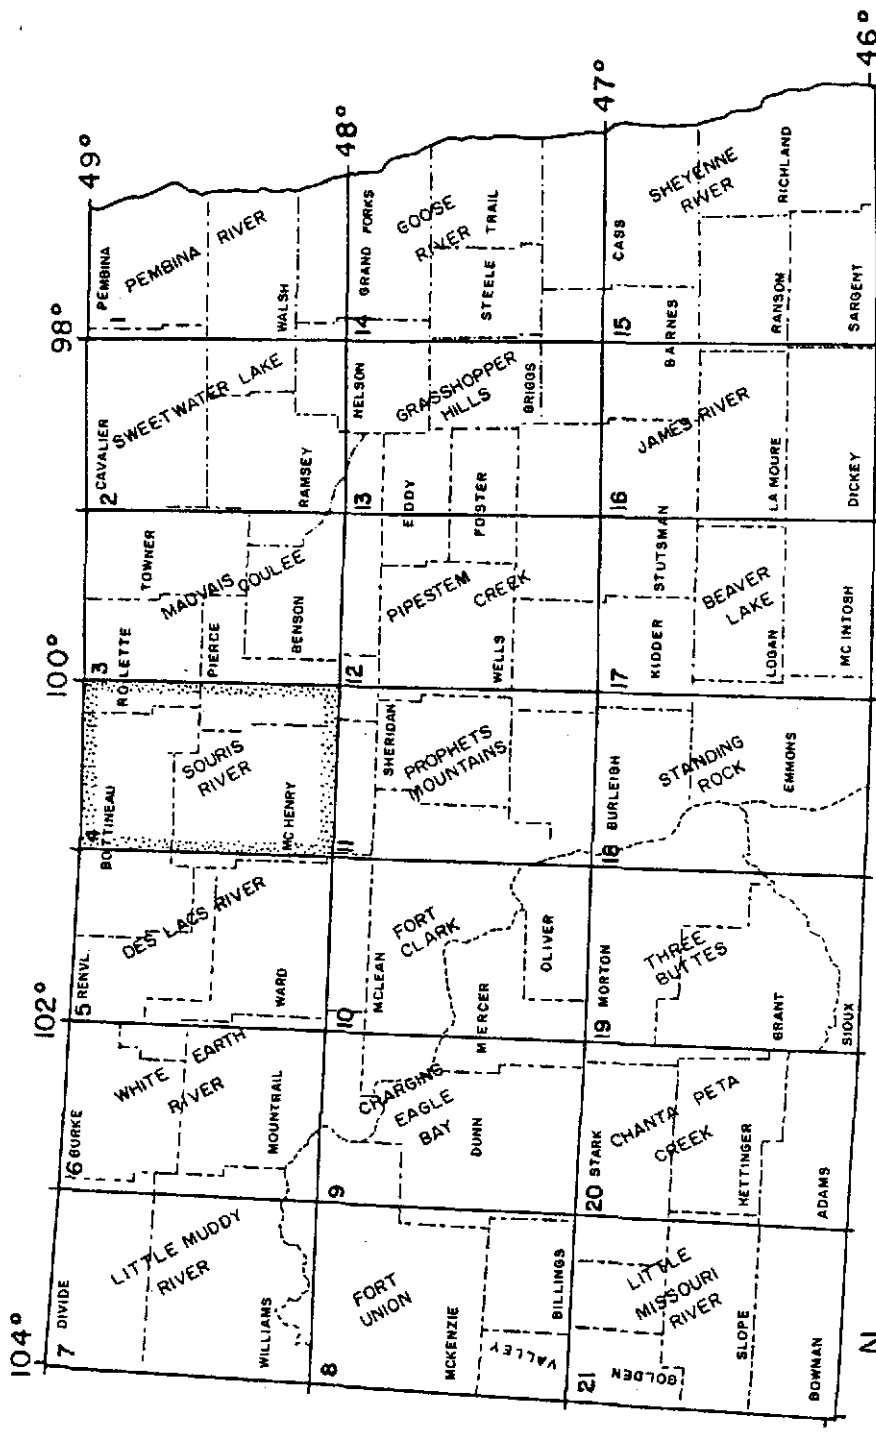 104°
102°
100°
98°
49°
48°
47°
46°
7 DIVIDE
LITTLE MUDDY
RIVER
WILLIAMS
6 BURKE
WHITE EARTH
RIVER
MOUNTRAIL
5 RENVL.
DES LACS RIVER
WARD
4
BOTTINEAU
SOURIS
RIVER
MC HENRY
3
ROLETTE
TOWNER
MAUVAIS COULEE
PIERCE
BENSON
2 CAVALIER
SWEETWATER LAKE
RAMSEY
1
PEMBINA
PEMBINA RIVER
WALSH
8
FORT
UNION
MCKENZIE
BILLINGS
VALLEY
9
CHARGING
EAGLE
BAY
DUNN
10
MCLEAN
FORT
CLARK
MERCER
OLIVER
11
SHERIDAN
PROPHETS
MOUNTAINS
12
PIPESTEM
CREEK
WELLS
13
EDDY
FOSTER
NELSON
GRASSHOPPER
HILLS
BRIGGS
14
GRAND FORKS
GOOSE
RIVER
STEELE
TRAIL
21
GOLDEN
LITTLE
MISSOURI
RIVER
SLOPE
BOWMAN
20
STARK
CHANTA PETA
CREEK
HETTINGER
ADAMS
19
MORTON
THREE
BUTTES
GRANT
SIOUX
18
BURLEIGH
STANDING
ROCK
EMMONS
17
KIDDER
STUTSMAN
BEAVER
LAKE
LOGAN
MC INTOSH
16
JAMES RIVER
LA MOURE
DICKEY
15
CASS
BARNES
SHEYENNE
RIVER
RANSOM
RICHLAND
SARGENT
N